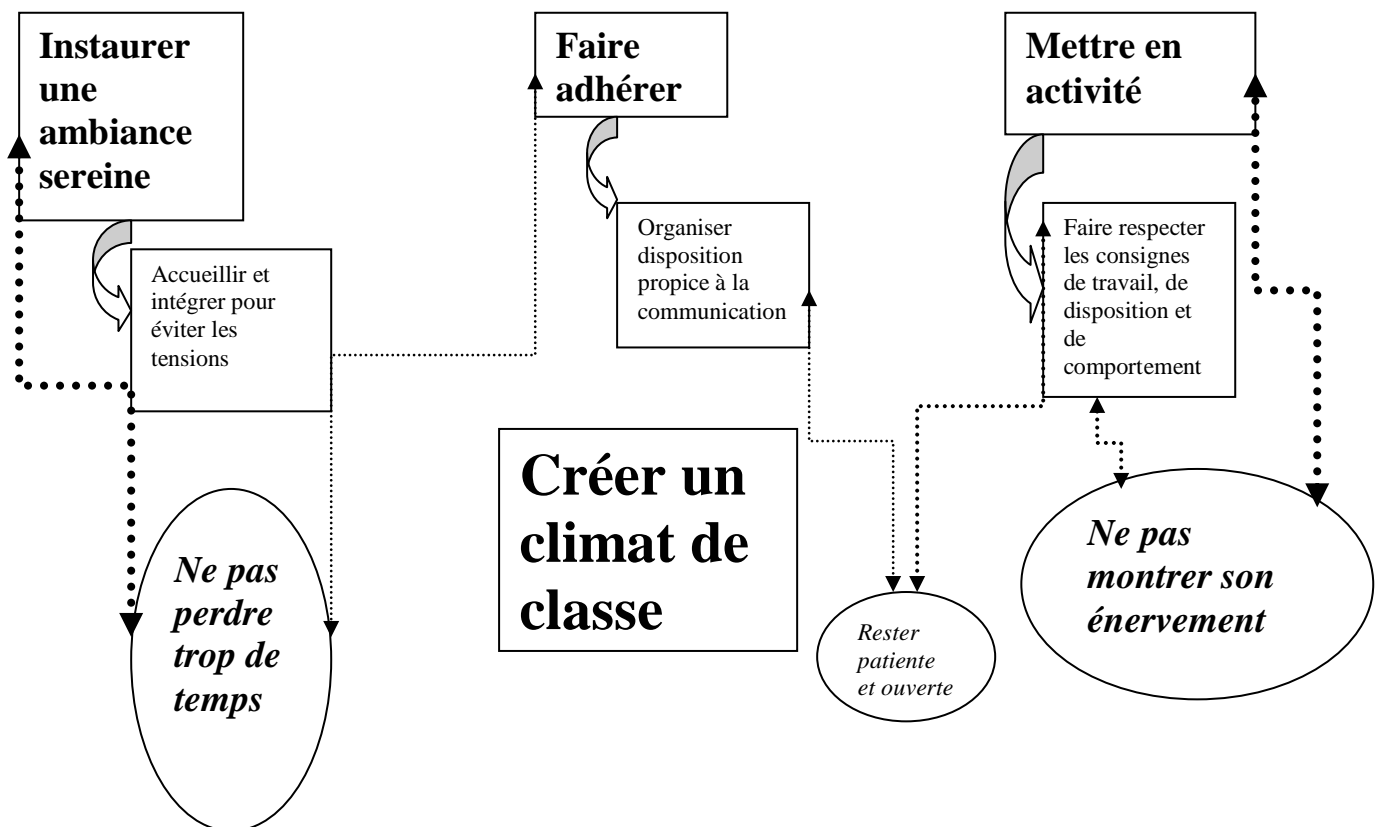 Instaurer
une
ambiance
sereine
Faire
adhérer
Mettre en
activité
Accueillir et
intégrer pour
éviter les
tensions
Organiser
disposition
propice à la
communication
Faire respecter
les consignes
de travail, de
disposition et
de
comportement
Créer un
climat de
classe
Ne pas
perdre
trop de
temps
Rester
patiente
et ouverte
Ne pas
montrer son
énervement